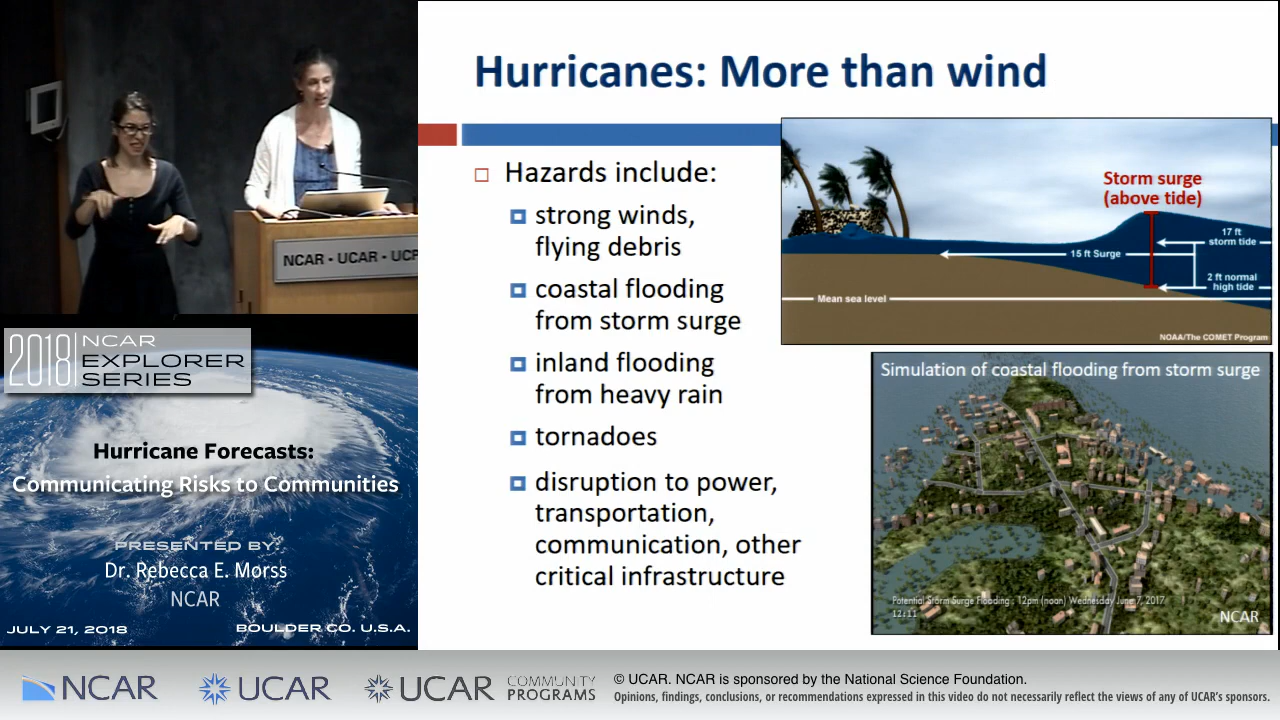 NCAR • UCAR • UCP
2018 NCAR
EXPLORER
SERIES
Hurricane Forecasts:
Communicating Risks to Communities
PRESENTED BY:
Dr. Rebecca E. Morss
NCAR
JULY 21, 2018
BOULDER CO. U.S.A.
Hurricanes: More than wind
Hazards include:
strong winds,
flying debris
coastal flooding
from storm surge
inland flooding
from heavy rain
tornadoes
disruption to power,
transportation,
communication, other
critical infrastructure
Storm surge
(above tide)
17 ft
storm tide
15 ft Surge
2 ft normal
high tide
Mean sea level
NOAA/The COMET Program
Simulation of coastal flooding from storm surge
Potential Storm Surge Flooding : 12pm (noon) Wednesday June 7, 2017
NCAR
NCAR
UCAR
UCAR
COMMUNITY
PROGRAMS
© UCAR. NCAR is sponsored by the National Science Foundation.
Opinions, findings, conclusions, or recommendations expressed in this video do not necessarily reflect the views of any of UCAR's sponsors.